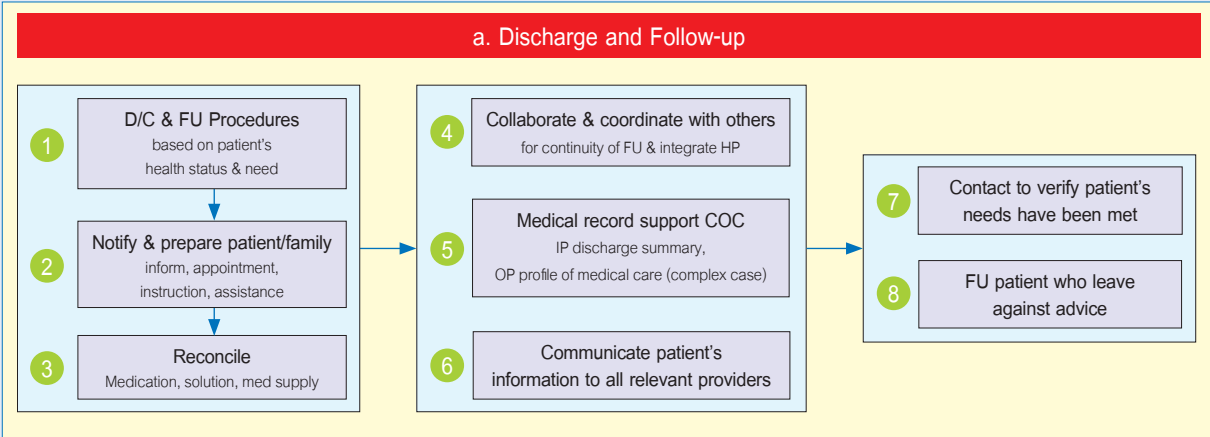 a. Discharge and Follow-up
1
D/C & FU Procedures
based on patient's
health status & need
2
Notify & prepare patient/family
inform, appointment,
instruction, assistance
3
Reconcile
Medication, solution, med supply
4
Collaborate & coordinate with others
for continuity of FU & integrate HP
5
Medical record support COC
IP discharge summary,
OP profile of medical care (complex case)
6
Communicate patient's
information to all relevant providers
7
Contact to verify patient's
needs have been met
8
FU patient who leave
against advice